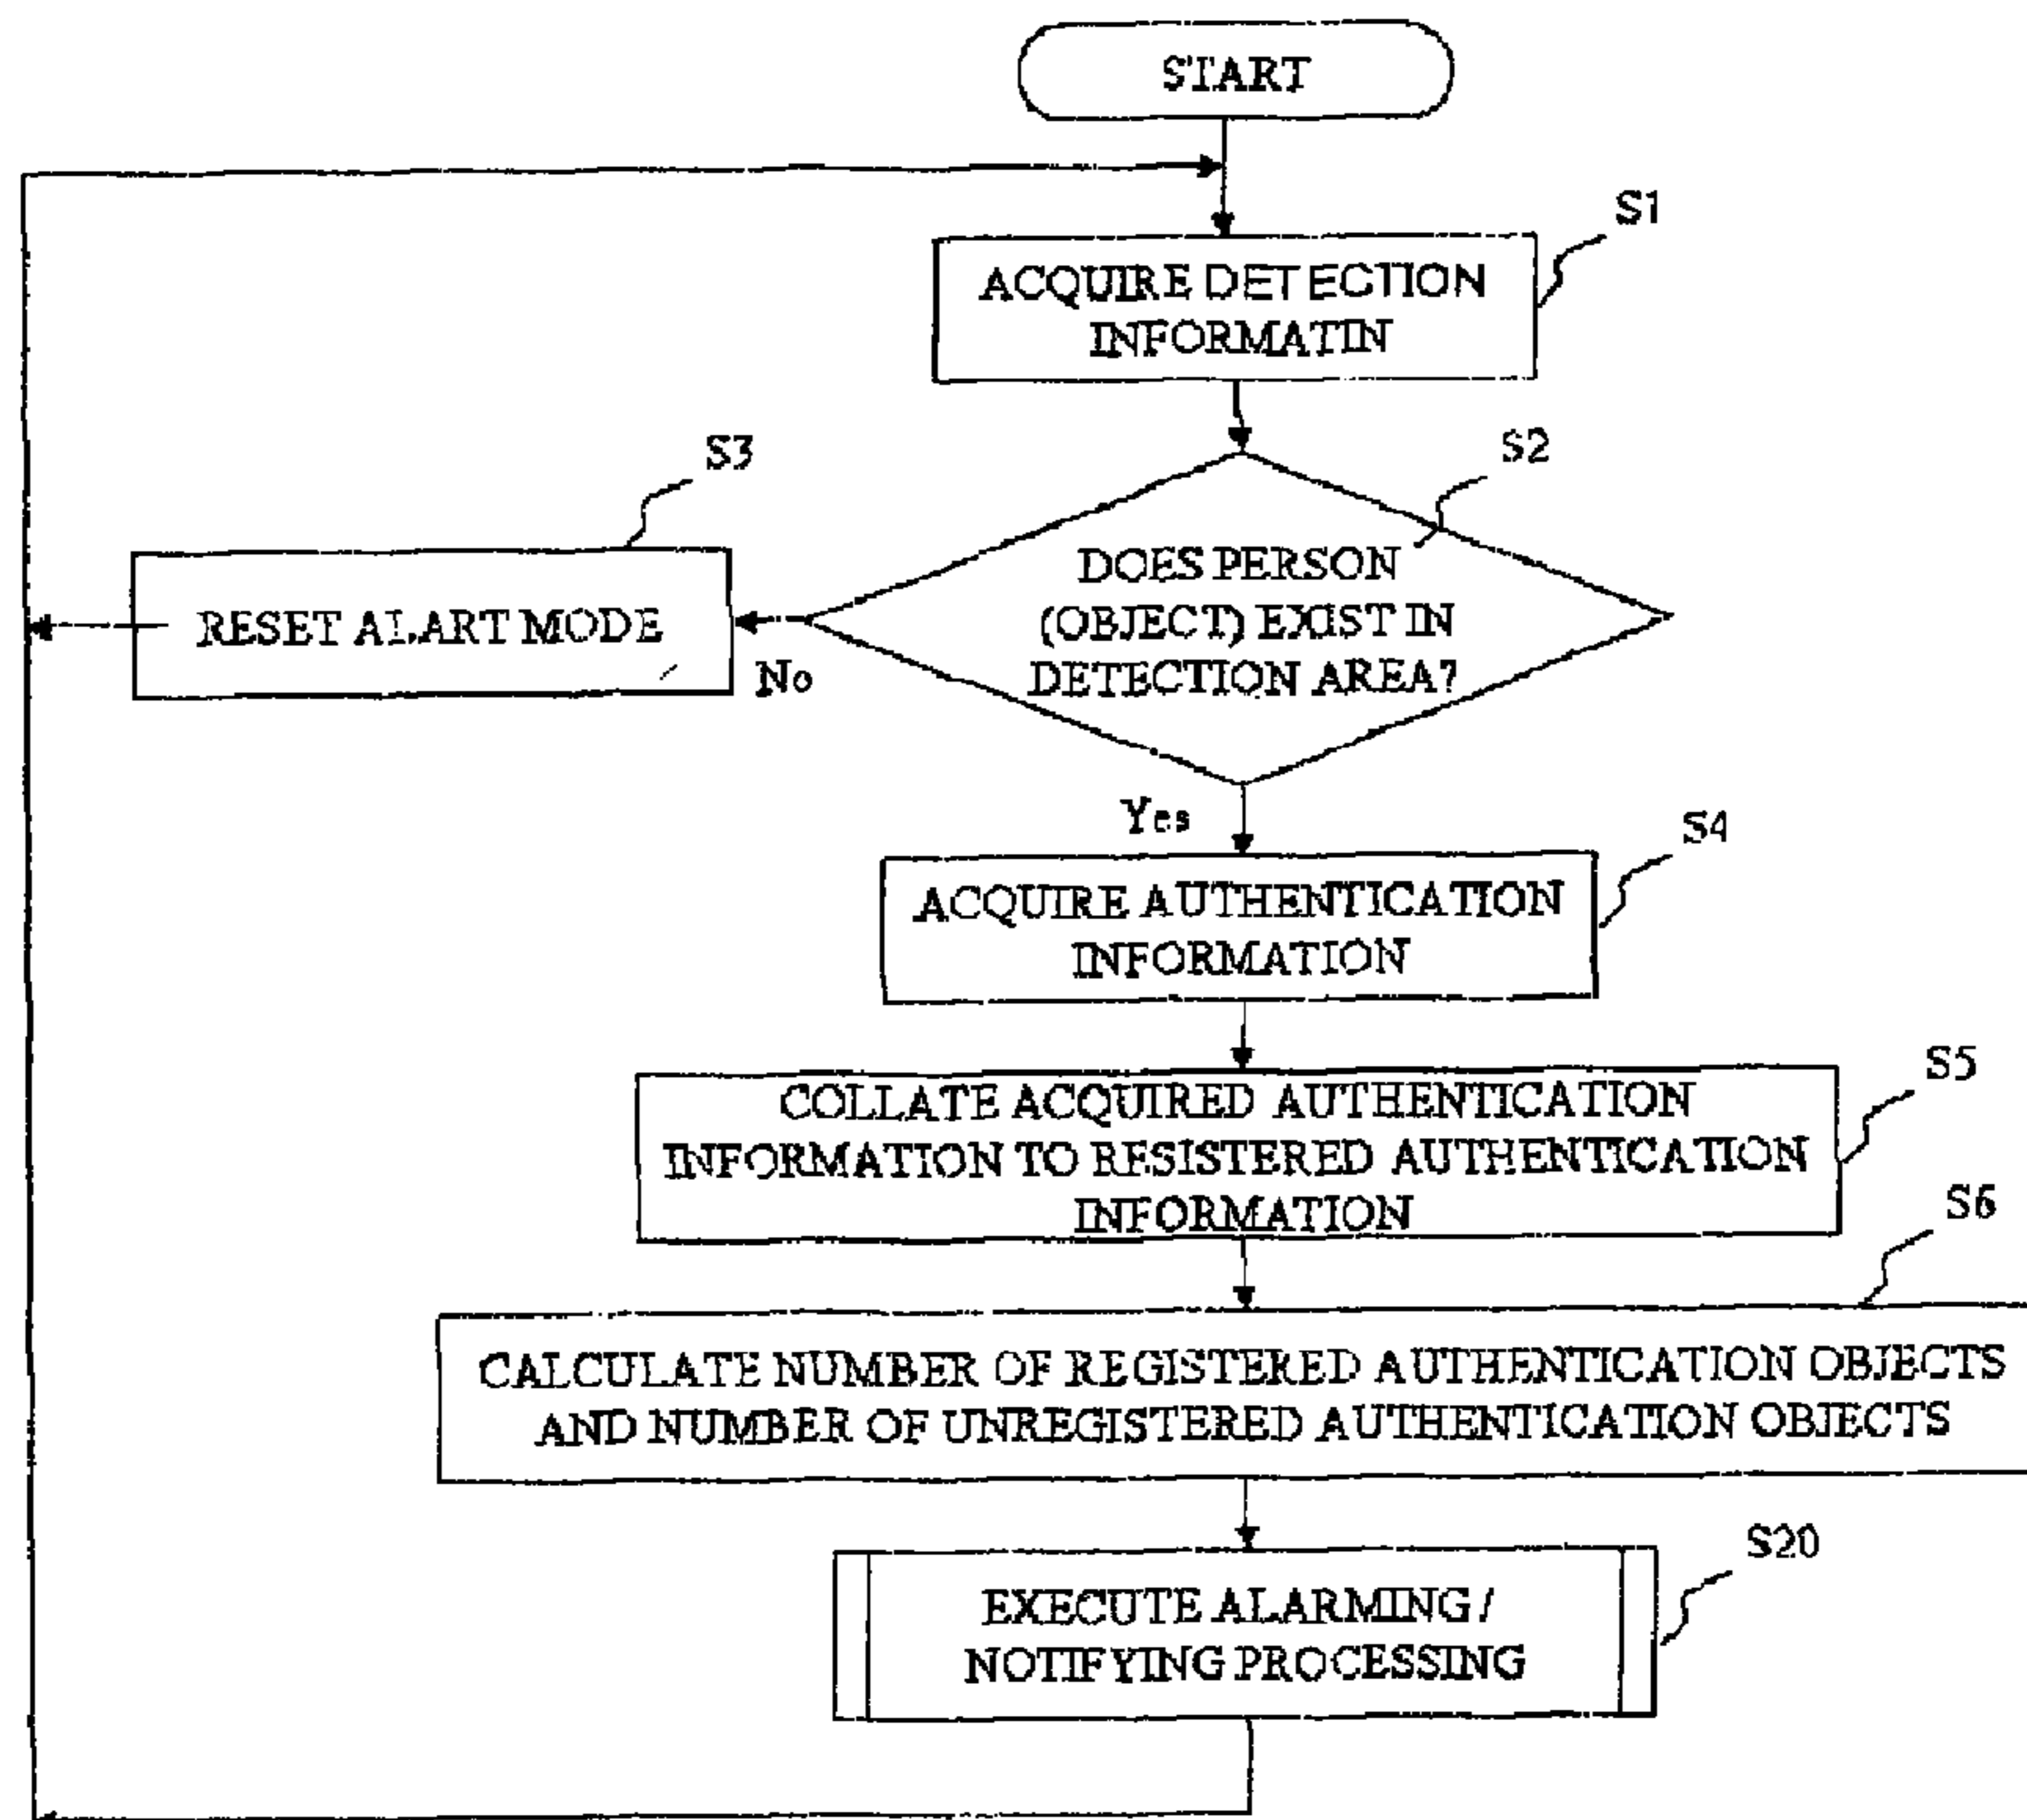 START
S1
ACQUIRE DETECTION
INFORMATIN
S2
S3
DOES PERSON
(OBJECT) EXIST IN
DETECTION AREA?
RESET ALART MODE
No
Yes
S4
ACQUIRE AUTHENTICATION
INFORMATION
S5
COLLATE ACQUIRED AUTHENTICATION
INFORMATION TO RESISTERED AUTHENTICATION
INFORMATION
S6
CALCULATE NUMBER OF REGISTERED AUTHENTICATION OBJECTS
AND NUMBER OF UNREGISTERED AUTHENTICATION OBJECTS
S20
EXECUTE ALARMING /
NOTIFYING PROCESSING